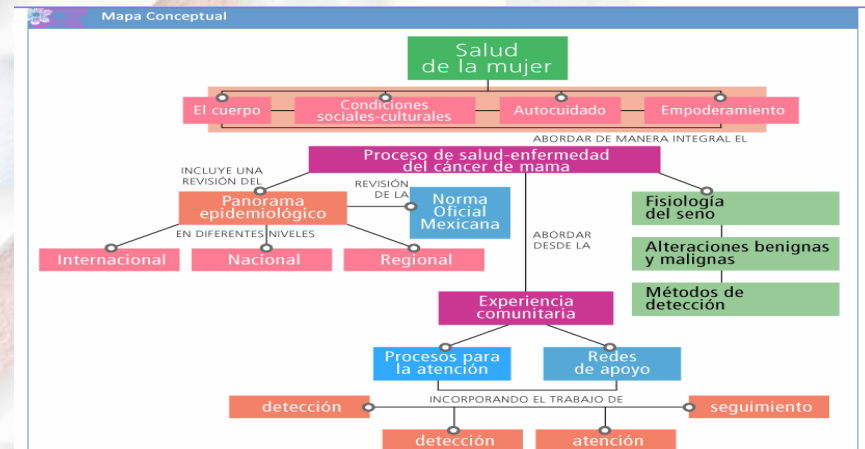 Mapa Conceptual
Salud
de la mujer
El cuerpo
Condiciones
sociales-culturales
Autocuidado
Empoderamiento
ABORDAR DE MANERA INTEGRAL EL
Proceso de salud-enfermedad
del cáncer de mama
INCLUYE UNA
REVISIÓN DEL
Panorama
epidemiológico
REVISIÓN
DE LA
Norma
Oficial
Mexicana
Fisiología
del seno
EN DIFERENTES NIVELES
ABORDAR
DESDE LA
Alteraciones benignas
y malignas
Internacional
Nacional
Regional
Métodos de
detección
Experiencia
comunitaria
Procesos para
la atención
Redes
de apoyo
INCORPORANDO EL TRABAJO DE
detección
seguimiento
detección
atención